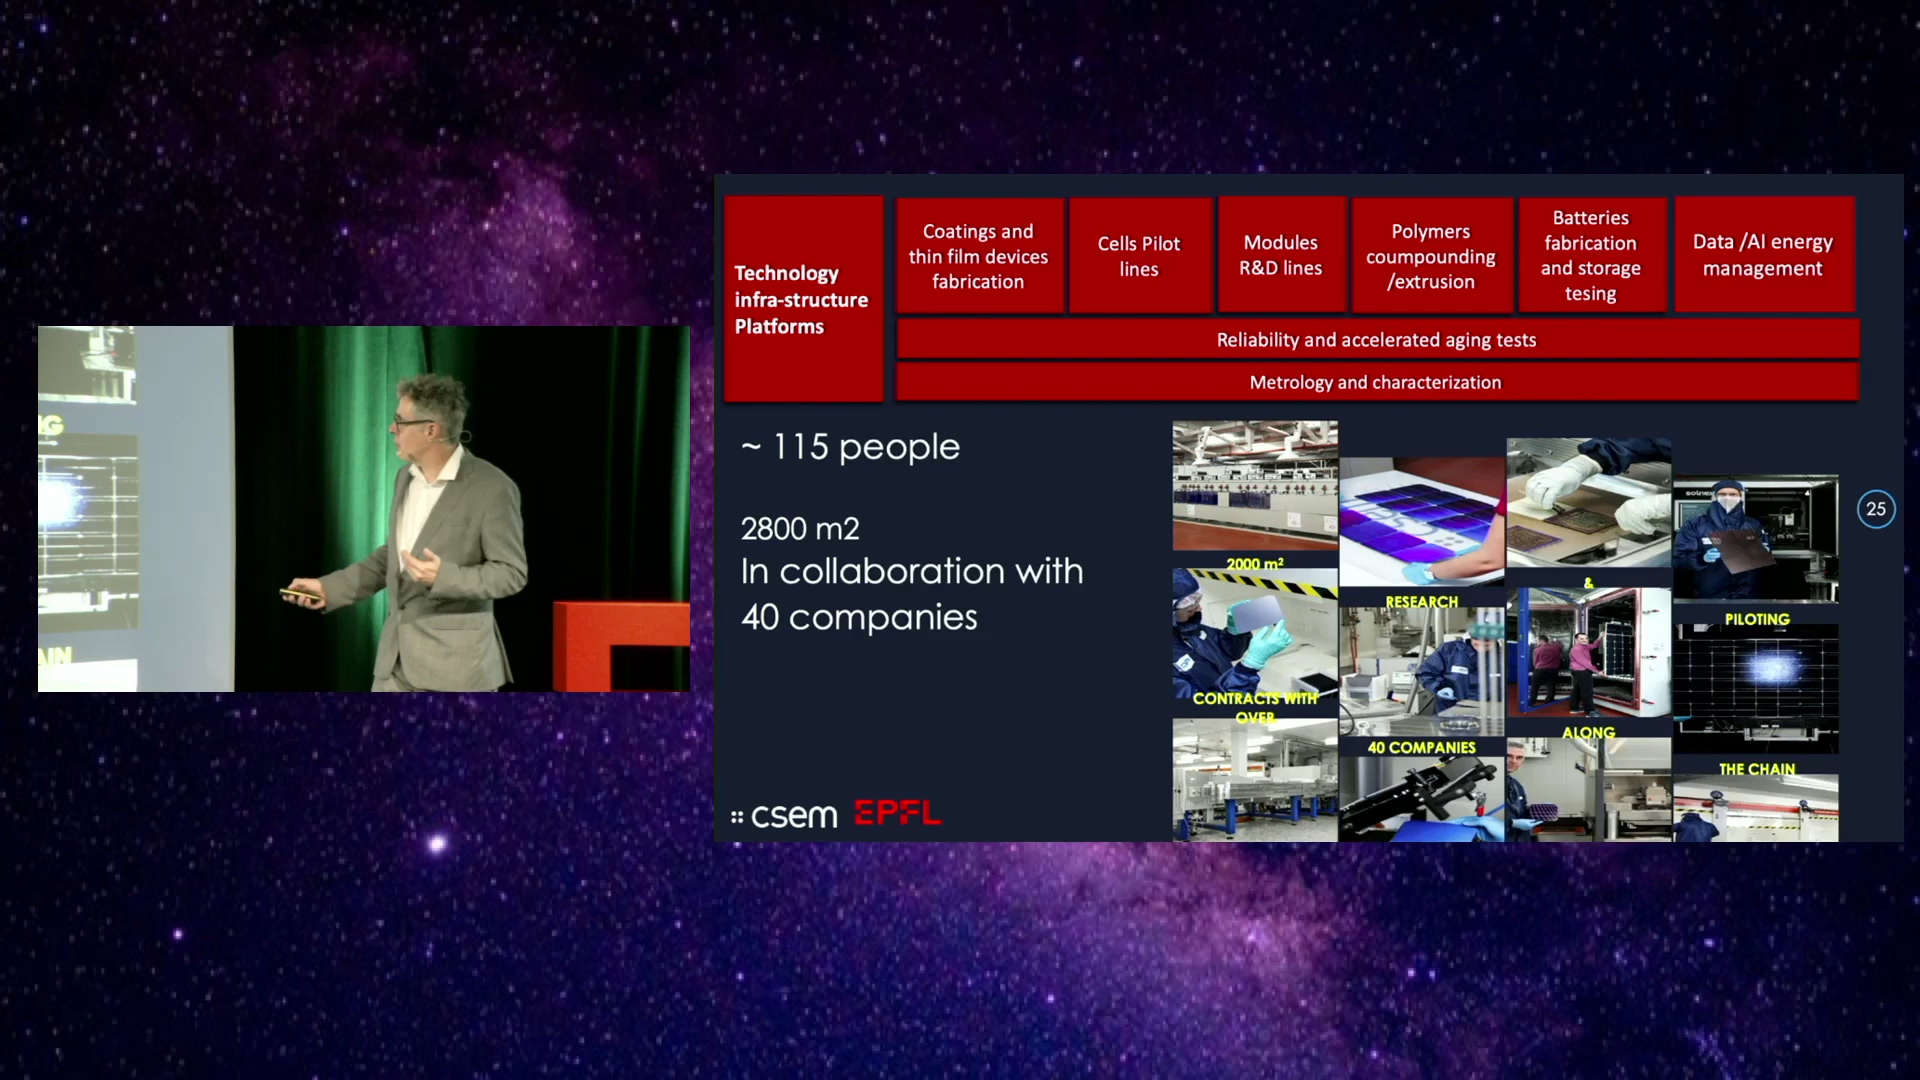 Technology
infra-structure
Platforms
Coatings and
thin film devices
fabrication
Cells Pilot
lines
Modules
R&D lines
Polymers
coumpounding
/extrusion
Batteries
fabrication
and storage
tesing
Data /AI energy
management
Reliability and accelerated aging tests
Metrology and characterization
~ 115 people
2800 m2
In collaboration with
40 companies
2000 m²
RESEARCH
&
PILOTING
CONTRACTS WITH
OVER
40 COMPANIES
ALONG
THE CHAIN
25
csem EPFL